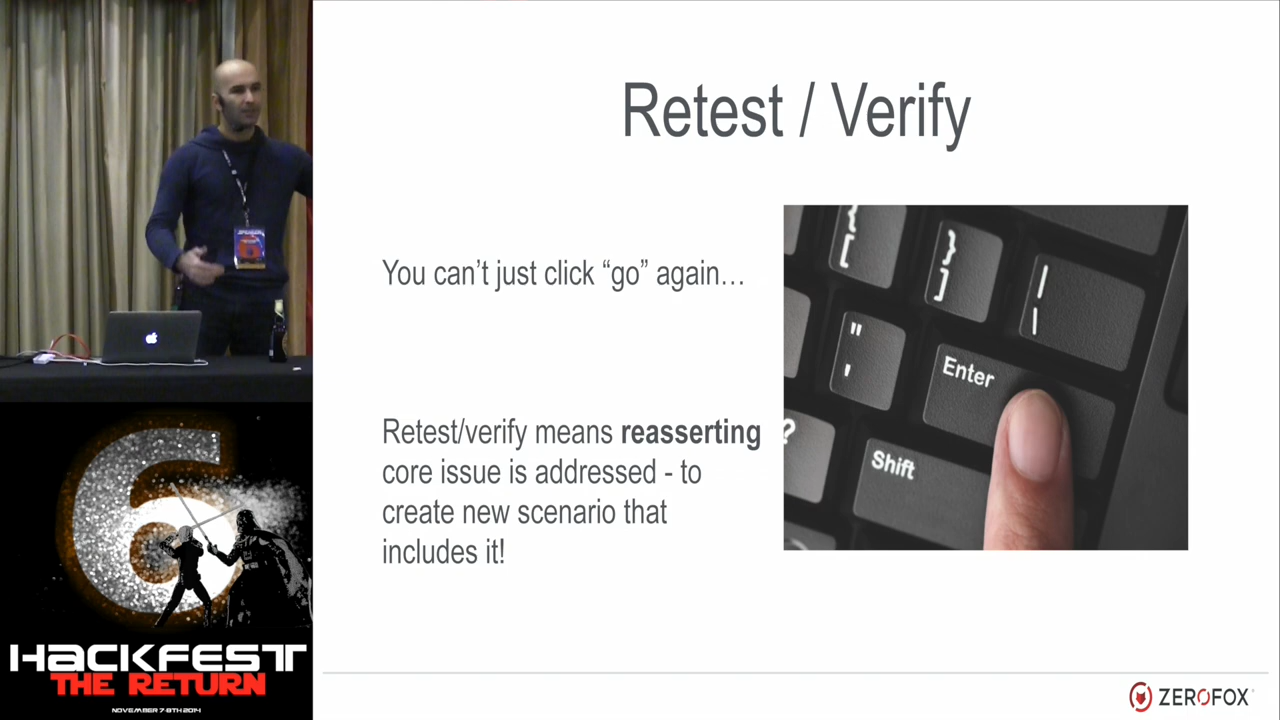 Retest / Verify
You can’t just click “go” again…
Retest/verify means reasserting
core issue is addressed - to
create new scenario that
includes it!
{
[
}
]
|
\
"
'
Enter
?
Shift
6
HACKFEST
THE RETURN
NOVEMBER 7-8TH 2014
ZEROFOX